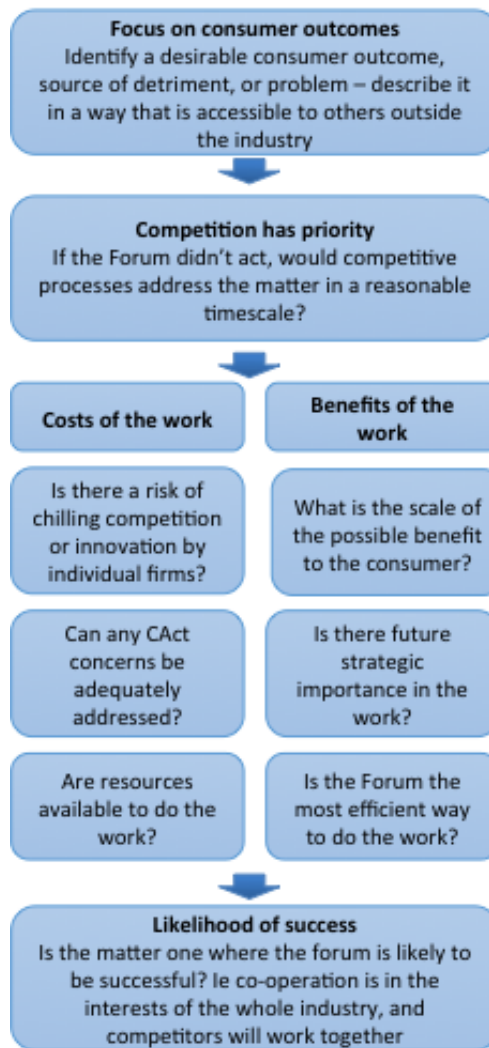 Focus on consumer outcomes
Identify a desirable consumer outcome,
source of detriment, or problem – describe it
in a way that is accessible to others outside
the industry
Competition has priority
If the Forum didn't act, would competitive
processes address the matter in a reasonable
timescale?
Costs of the work
Is there a risk of
chilling competition
or innovation by
individual firms?
Can any CAct
concerns be
adequately
addressed?
Are resources
available to do the
work?
Benefits of the
work
What is the scale of
the possible benefit
to the consumer?
Is there future
strategic
importance in the
work?
Is the Forum the
most efficient way
to do the work?
Likelihood of success
Is the matter one where the forum is likely to
be successful? Ie co-operation is in the
interests of the whole industry, and
competitors will work together